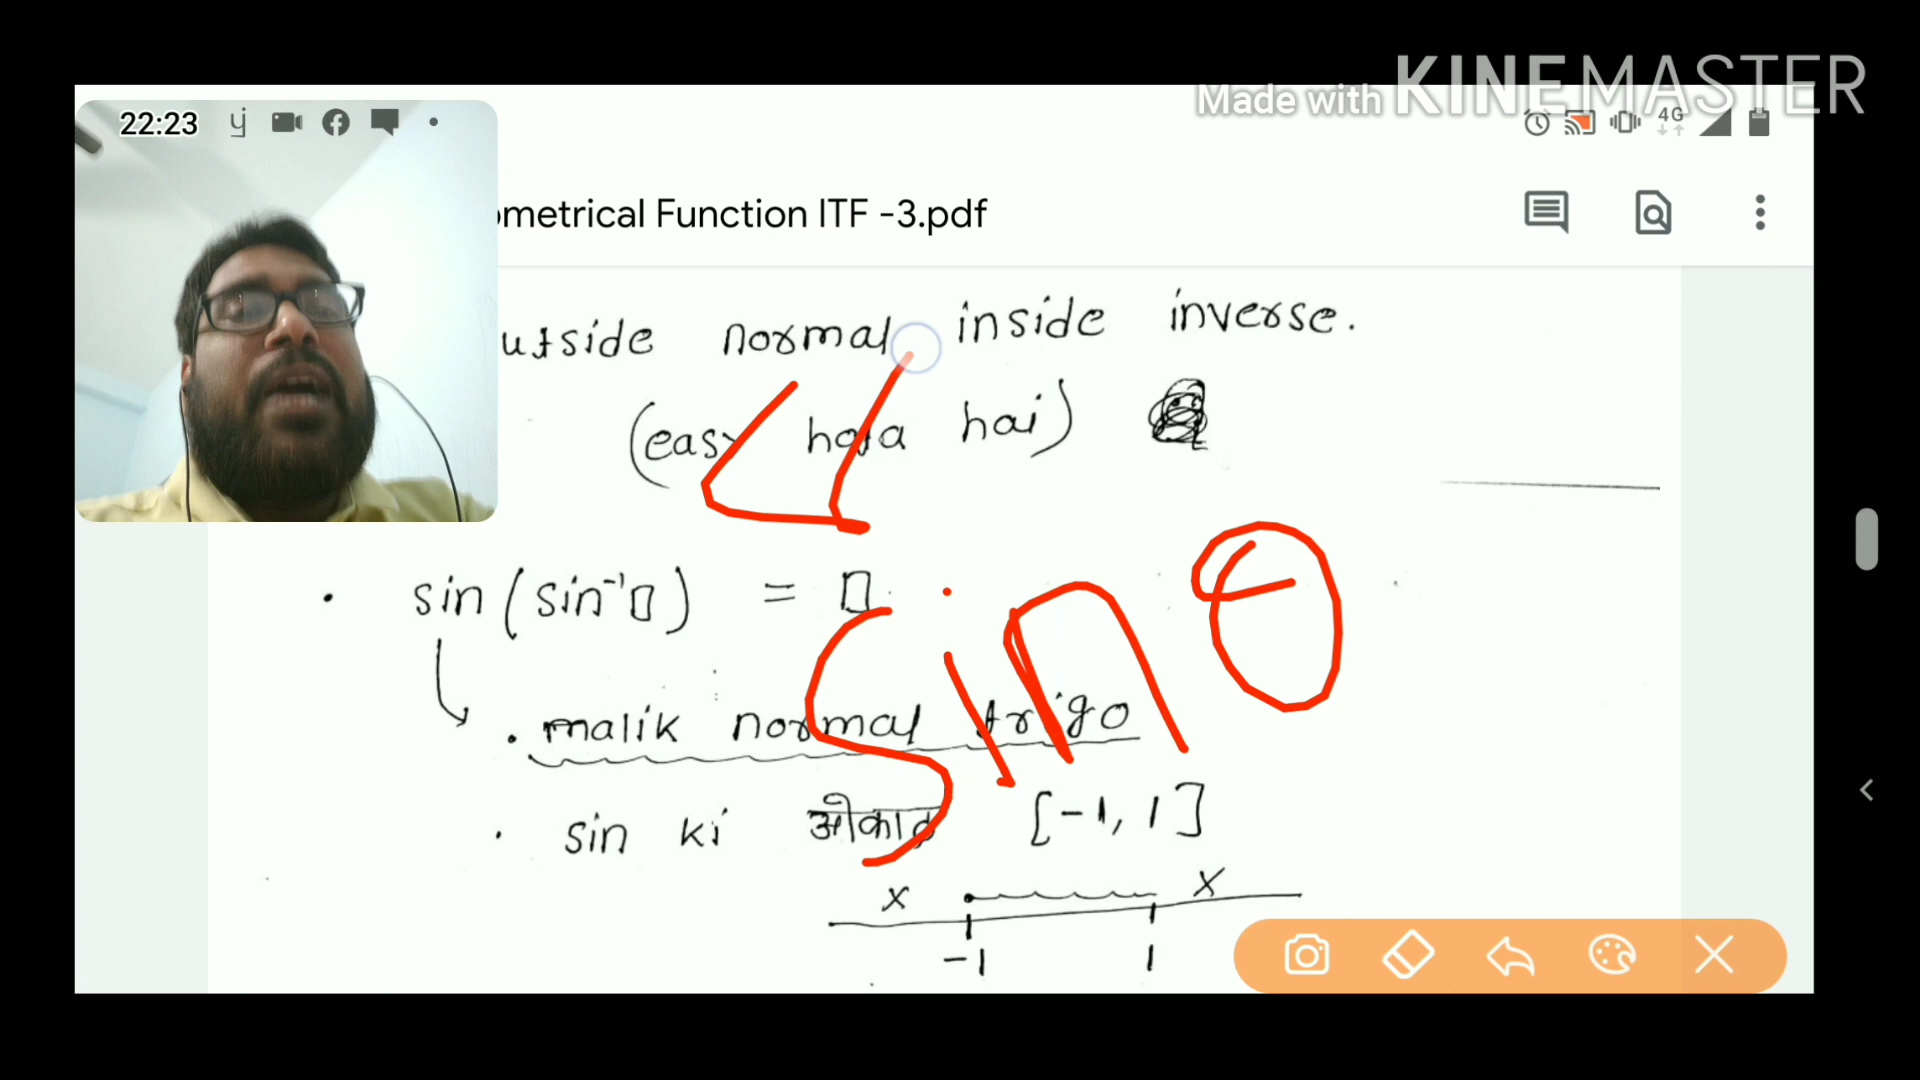 Made with KINEMASTER
22:23
4G
ometrical Function ITF -3.pdf
utside normal inside inverse.
(easy hota hai)
sin θ
• sin (sin⁻¹▯) = ▯.
. malik normal trigo
• sin ki औकात [-1, 1]
x x
-1 1